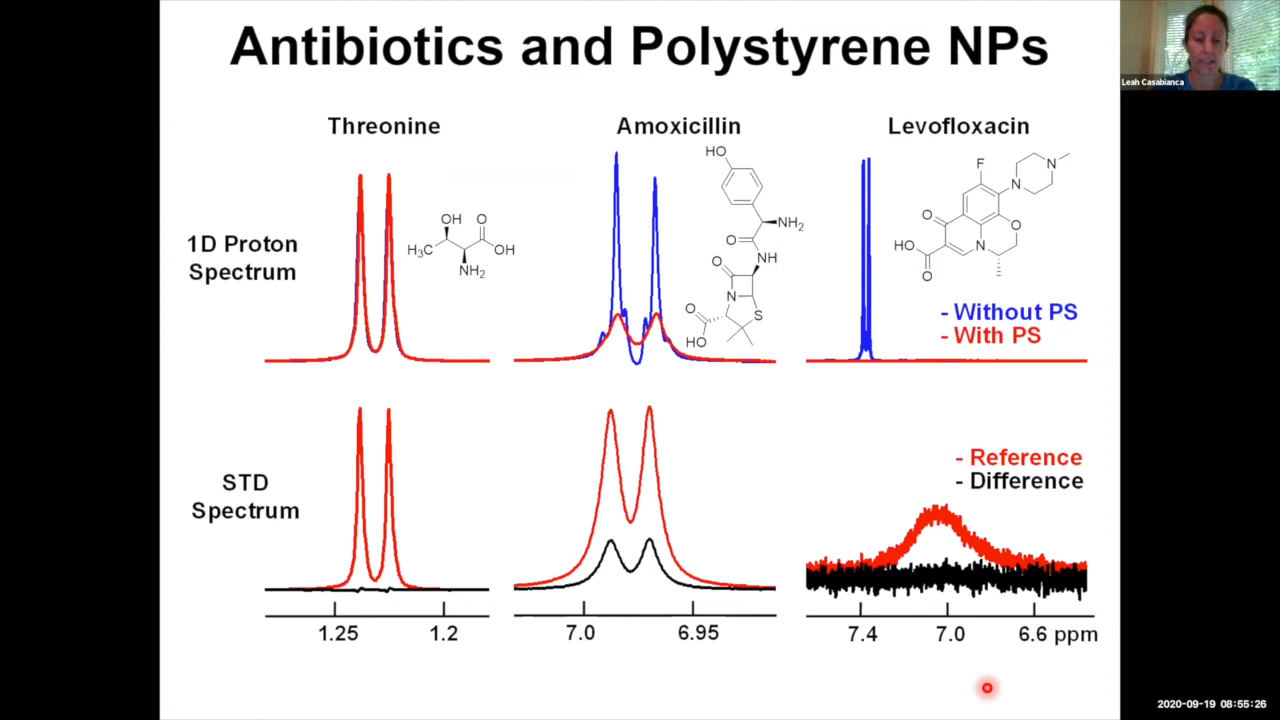 Antibiotics and Polystyrene NPs
Leah Casabianca
Threonine
Amoxicillin
Levofloxacin
1D Proton
Spectrum
OH
O
H₃C
OH
NH₂
HO
NH₂
O
NH
O
N
O
S
HO
F
N
N
O
O
HO
N
O
- Without PS
- With PS
STD
Spectrum
- Reference
- Difference
1.25
1.2
7.0
6.95
7.4
7.0
6.6 ppm
2020-09-19 08:55:26